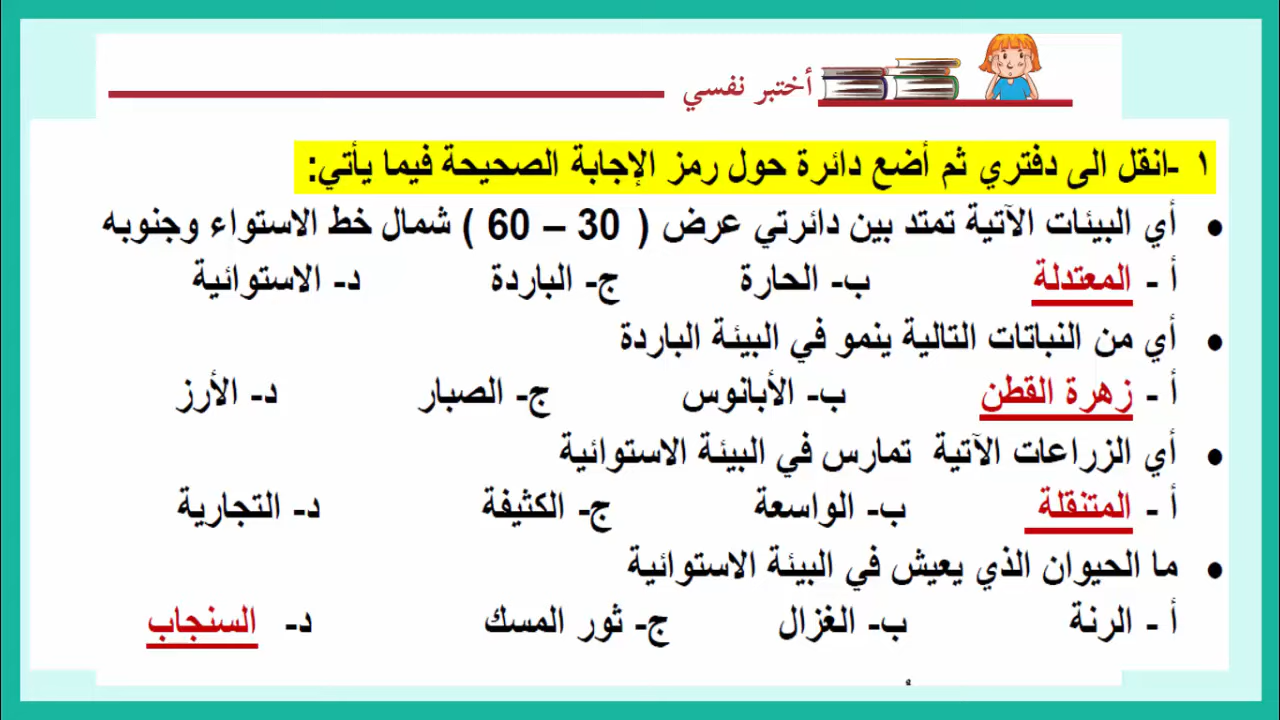 أختبر نفسي
١ -انقل الى دفتري ثم أضع دائرة حول رمز الإجابة الصحيحة فيما يأتي:
• أي البيئات الآتية تمتد بين دائرتي عرض ( 30 – 60 ) شمال خط الاستواء وجنوبه
أ - المعتدلة ب- الحارة ج- الباردة د- الاستوائية
• أي من النباتات التالية ينمو في البيئة الباردة
أ - زهرة القطن ب- الأبانوس ج- الصبار د- الأرز
• أي الزراعات الآتية تمارس في البيئة الاستوائية
أ - المتنقلة ب- الواسعة ج- الكثيفة د- التجارية
• ما الحيوان الذي يعيش في البيئة الاستوائية
أ - الرنة ب- الغزال ج- ثور المسك د- السنجاب